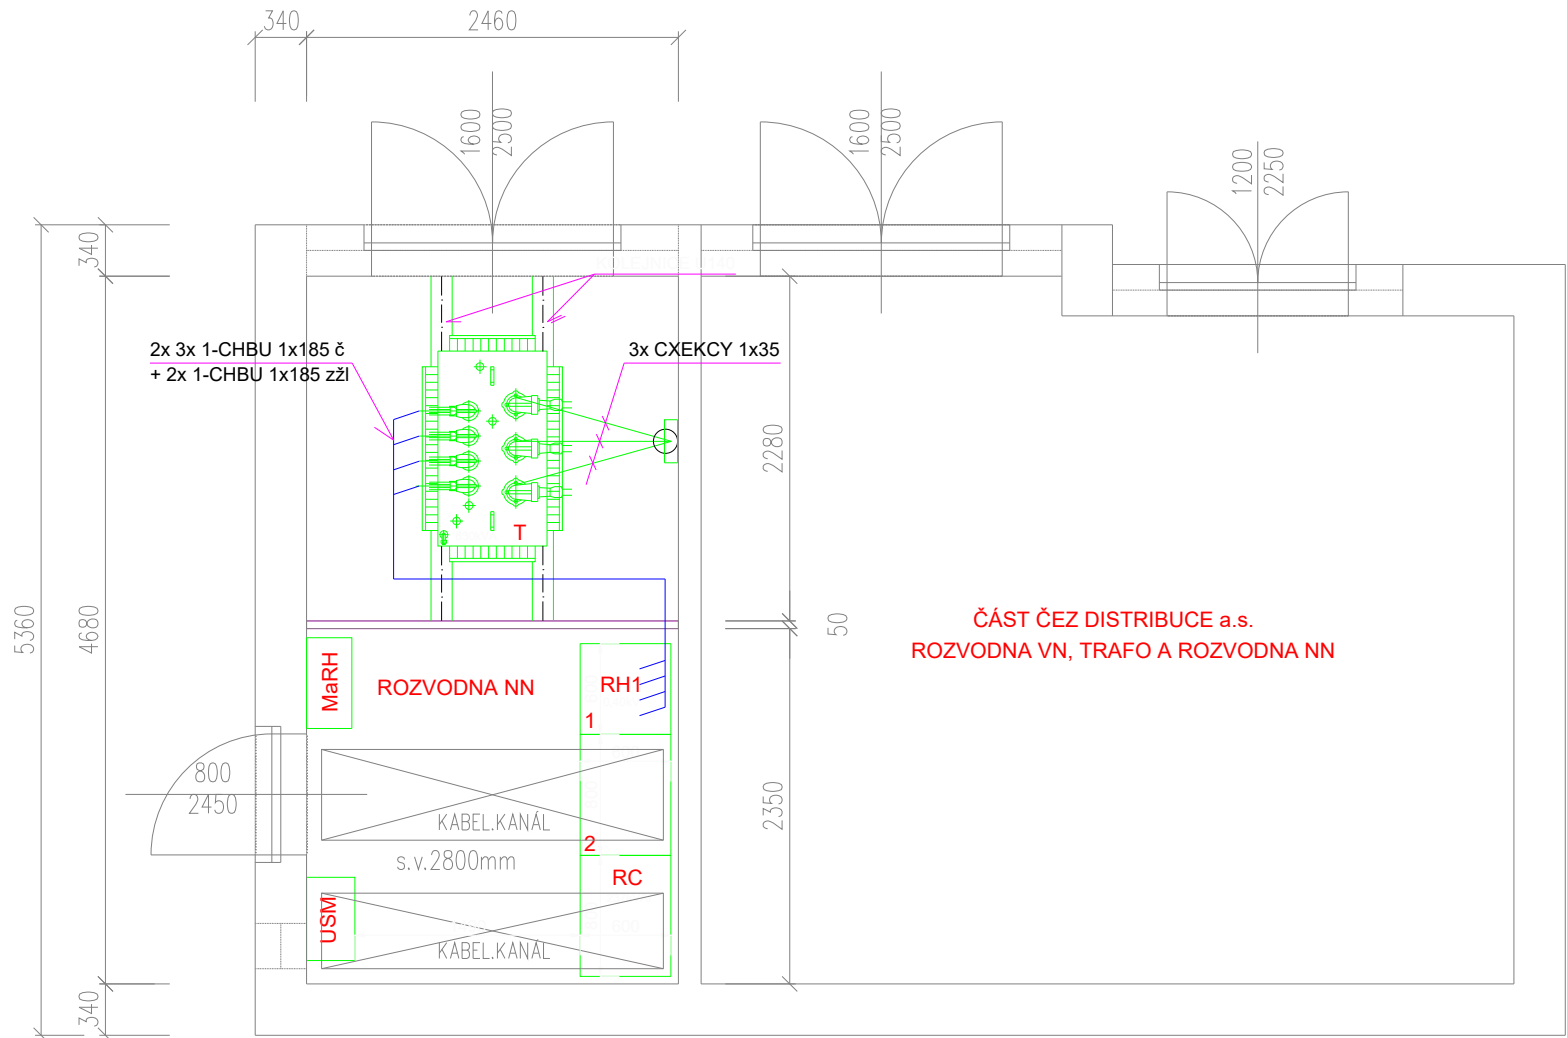 340
2460
1600
2500
1600
2500
1200
2250
340
2x 3x 1-CHBU 1x185 č
+ 2x 1-CHBU 1x185 zžl
3x CXEKCY 1x35
2280
T
5360
4680
50
ČÁST ČEZ DISTRIBUCE a.s.
ROZVODNA VN, TRAFO A ROZVODNA NN
MaRH
ROZVODNA NN
RH1
1
800
2450
KABEL.KANÁL
2350
2
s.v.2800mm
RC
USM
KABEL.KANÁL
340